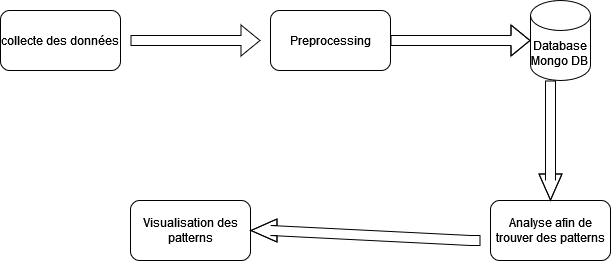 collecte des données
Preprocessing
Database
Mongo DB
Analyse afin de
trouver des patterns
Visualisation des
patterns